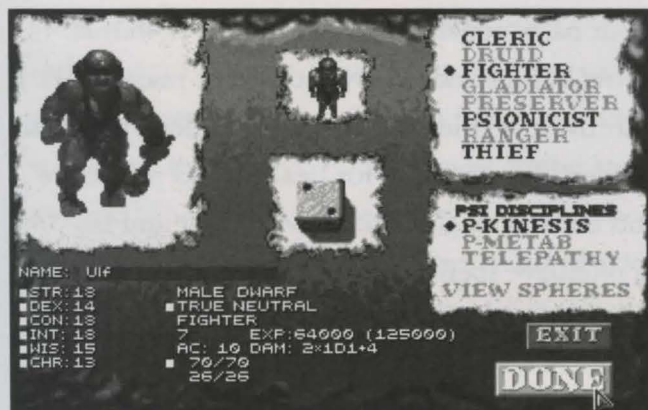 CLERIC
DRUID
FIGHTER
GLADIATOR
PRESERVER
PSIONICIST
RANGER
THIEF
PSI DISCIPLINES
P-KINESIS
P-METAB
TELEPATHY
VIEW SPHERES
NAME: Ulf
STR:18 MALE DWARF
DEX:14 TRUE NEUTRAL
CON:18 FIGHTER
INT:18 7 EXP:64000 (125000)
WIS:15 AC: 10 DAM: 2×1D1+4
CHR:13 70/70
26/26
EXIT
DONE